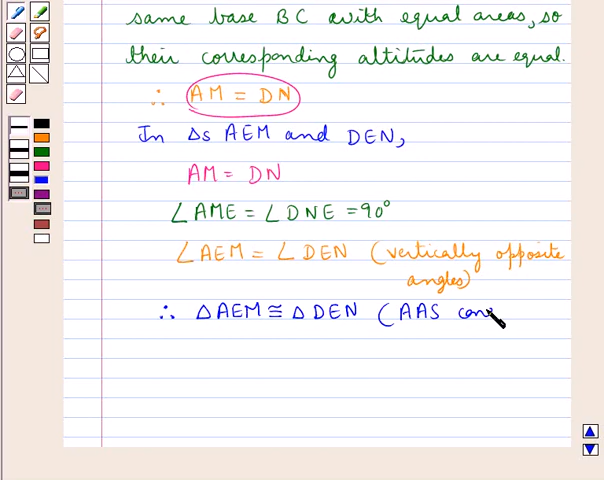 same base BC with equal areas, so
their corresponding altitudes are equal.
∴ AM = DN
In Δs AEM and DEN,
AM = DN
∠AME = ∠DNE = 90°
∠AEM = ∠DEN (vertically opposite
angles)
∴ ΔAEM ≅ ΔDEN (AAS con